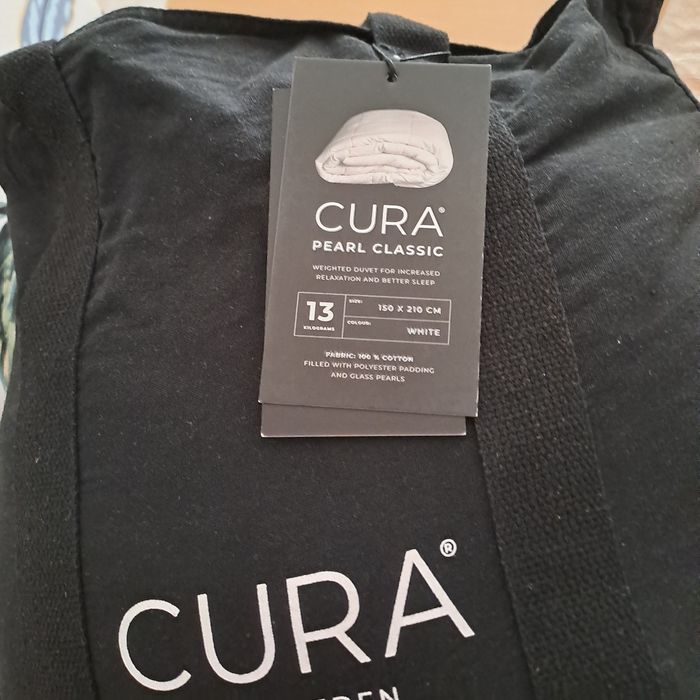 CURA®
PEARL CLASSIC
WEIGHTED DUVET FOR INCREASED
RELAXATION AND BETTER SLEEP
13
KILOGRAMS
SIZE:
150 X 210 CM
COLOUR:
WHITE
FABRIC: 100 % COTTON
FILLED WITH POLYESTER PADDING
AND GLASS PEARLS
CURA®